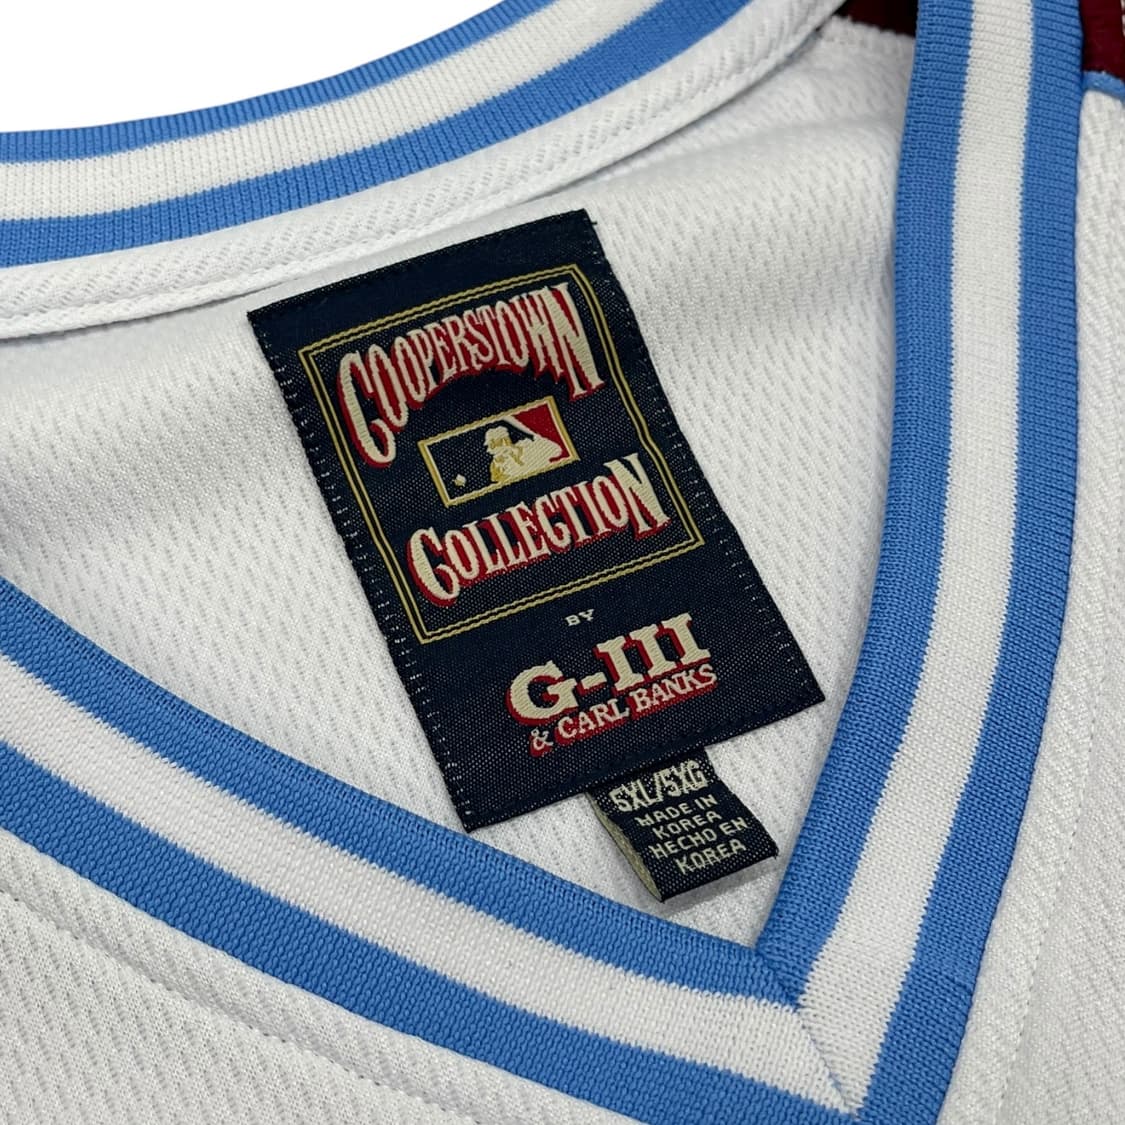 COOPERSTOWN
COLLECTION
BY
G-III
& CARL BANKS
5XL/5XG
MADE IN
KOREA
HECHO EN
KOREA